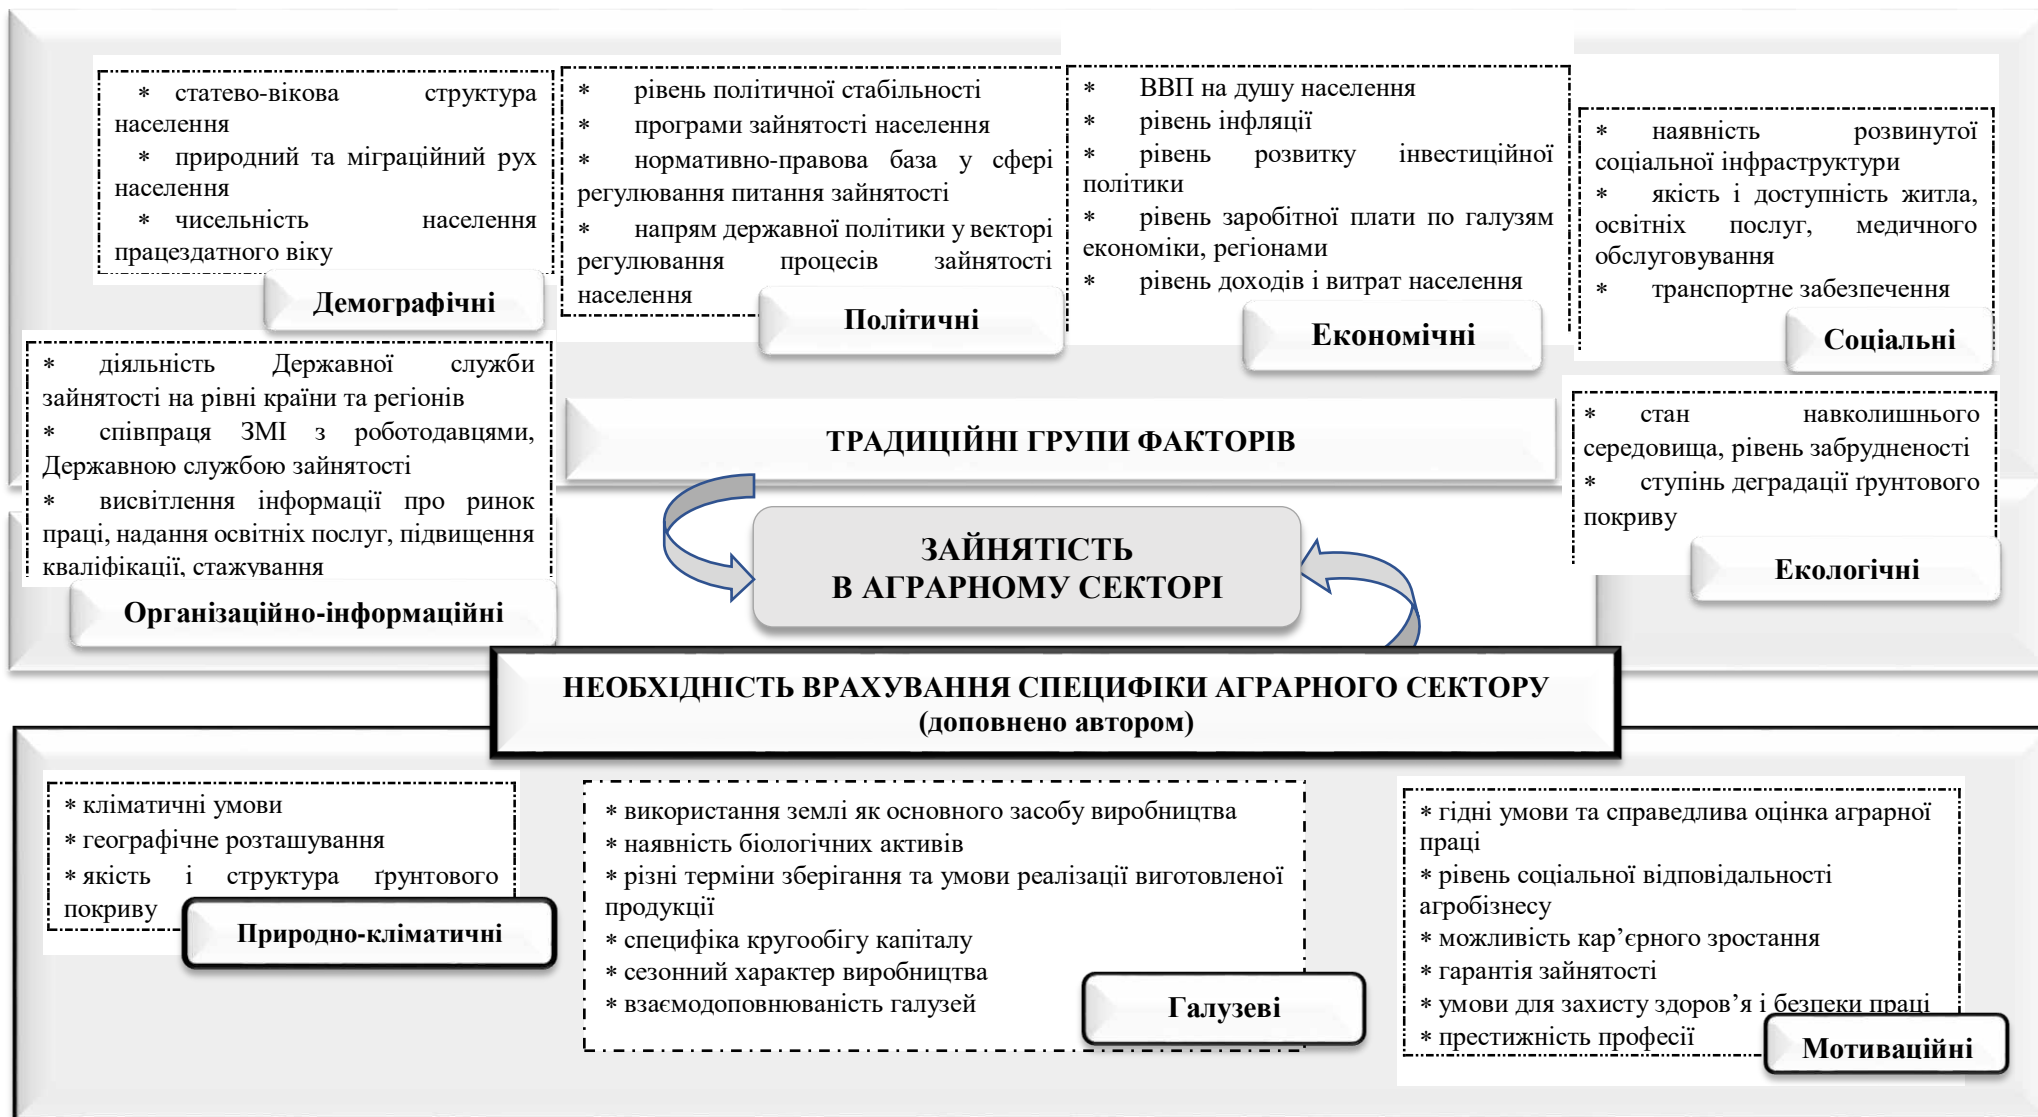 * статево-вікова структура
населення
* природний та міграційний рух
населення
* чисельність населення
працездатного віку
Демографічні
* рівень політичної стабільності
* програми зайнятості населення
* нормативно-правова база у сфері
регулювання питання зайнятості
* напрям державної політики у векторі
регулювання процесів зайнятості
населення
Політичні
* ВВП на душу населення
* рівень інфляції
* рівень розвитку інвестиційної
політики
* рівень заробітної плати по галузям
економіки, регіонами
* рівень доходів і витрат населення
Економічні
* наявність розвинутої
соціальної інфраструктури
* якість і доступність житла,
освітніх послуг, медичного
обслуговування
* транспортне забезпечення
Соціальні
* діяльність Державної служби
зайнятості на рівні країни та регіонів
* співпраця ЗМІ з роботодавцями,
Державною службою зайнятості
* висвітлення інформації про ринок
праці, надання освітніх послуг, підвищення
кваліфікації, стажування
Організаційно-інформаційні
ТРАДИЦІЙНІ ГРУПИ ФАКТОРІВ
* стан навколишнього
середовища, рівень забрудненості
* ступінь деградації ґрунтового
покриву
Екологічні
ЗАЙНЯТІСТЬ
В АГРАРНОМУ СЕКТОРІ
НЕОБХІДНІСТЬ ВРАХУВАННЯ СПЕЦИФІКИ АГРАРНОГО СЕКТОРУ
(доповнено автором)
* кліматичні умови
* географічне розташування
* якість і структура ґрунтового
покриву
Природно-кліматичні
* використання землі як основного засобу виробництва
* наявність біологічних активів
* різні терміни зберігання та умови реалізації виготовленої
продукції
* специфіка кругообігу капіталу
* сезонний характер виробництва
* взаємодоповнюваність галузей
Галузеві
* гідні умови та справедлива оцінка аграрної
праці
* рівень соціальної відповідальності
агробізнесу
* можливість кар’єрного зростання
* гарантія зайнятості
* умови для захисту здоров’я і безпеки праці
* престижність професії
Мотиваційні